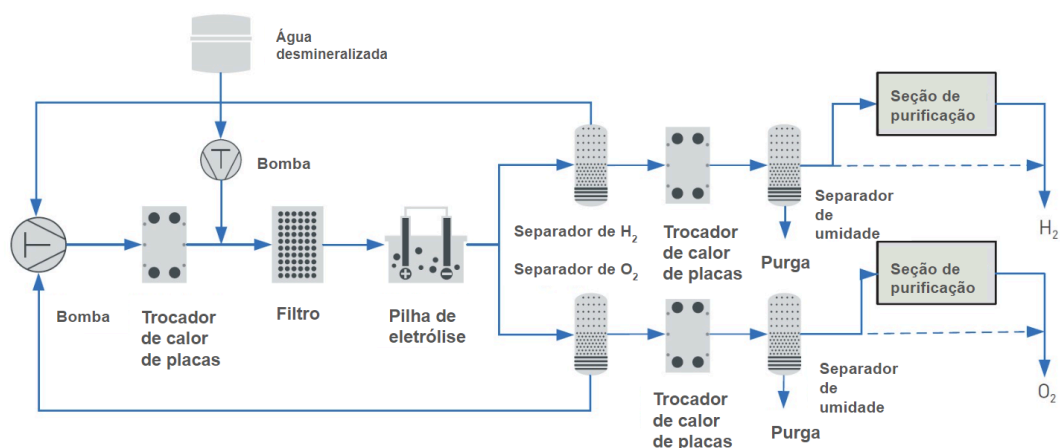 Água
desmineralizada
Bomba
Bomba
Trocador
de calor
de placas
Filtro
+
−
Pilha de
eletrólise
Separador de H₂
Separador de O₂
Trocador
de calor
de placas
Separador
de
umidade
Purga
Seção de
purificação
H₂
Trocador
de calor
de placas
Separador
de
umidade
Purga
Seção de
purificação
O₂